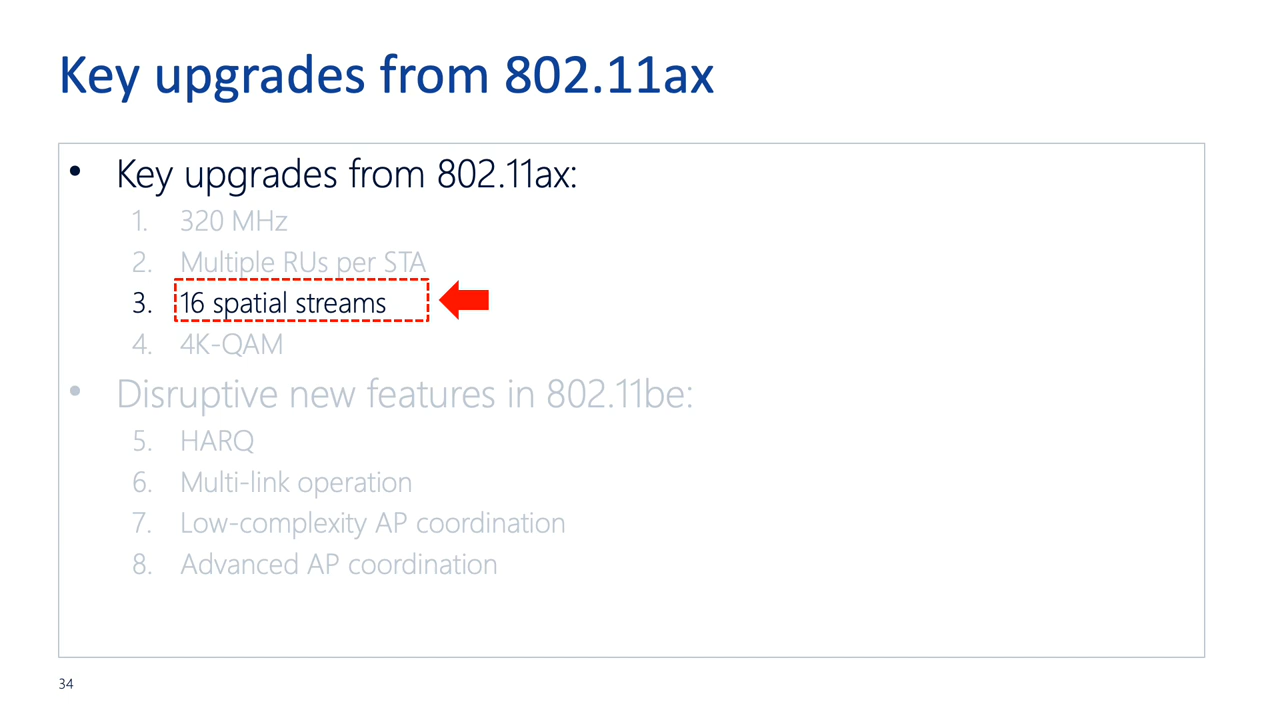 Key upgrades from 802.11ax
• Key upgrades from 802.11ax:
1. 320 MHz
2. Multiple RUs per STA
3. 16 spatial streams
4. 4K-QAM
• Disruptive new features in 802.11be:
5. HARQ
6. Multi-link operation
7. Low-complexity AP coordination
8. Advanced AP coordination
34